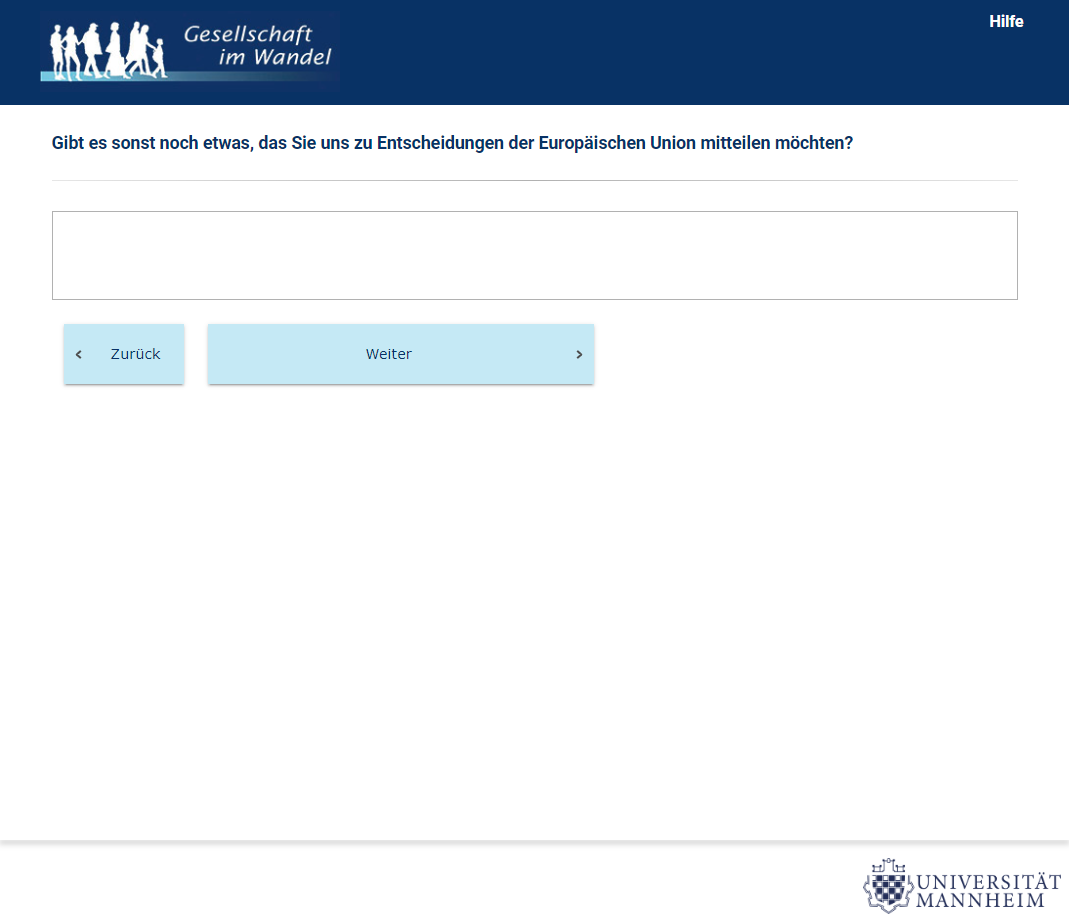 Gesellschaft
im Wandel
Hilfe
Gibt es sonst noch etwas, das Sie uns zu Entscheidungen der Europäischen Union mitteilen möchten?
Zurück
Weiter
UNIVERSITÄT
MANNHEIM